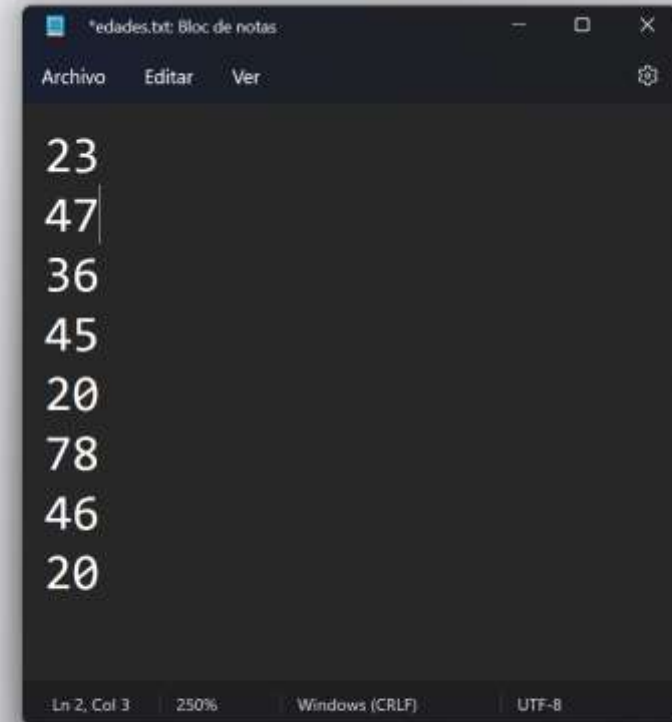 *edades.txt: Bloc de notas
Archivo Editar Ver
23
47
36
45
20
78
46
20
Ln 2, Col 3 250% Windows (CRLF) UTF-8